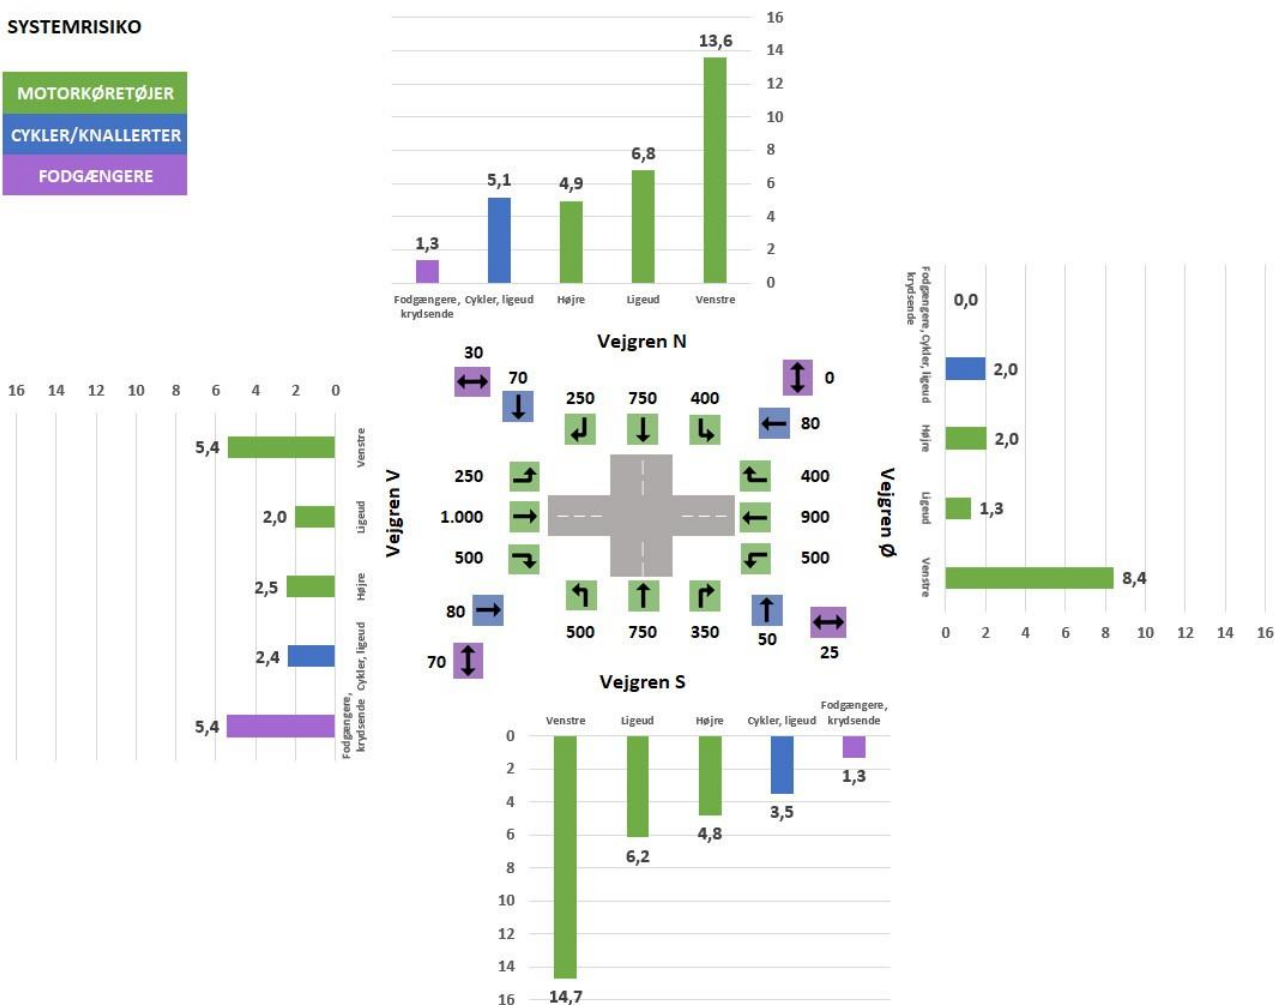 SYSTEMRISIKO
MOTORKØRETØJER
CYKLER/KNALLERTER
FODGÆNGERE
16
14
12
10
8
6
4
2
0
1,3
5,1
4,9
6,8
13,6
Fodgængere,
krydsende
Cykler, ligeud
Højre
Ligeud
Venstre
Vejgren N
16 14 12 10 8 6 4 2 0
5,4
2,0
2,5
2,4
5,4
Venstre
Ligeud
Højre
Cykler, ligeud
Fodgængere,
krydsende
Vejgren V
30
70
250 750 400
0
80
250
1.000
500
400
900
500
80
70
500 750 350
50
25
Vejgren Ø
Fodgængere,
krydsende
Cykler, ligeud
Højre
Ligeud
Venstre
0,0
2,0
2,0
1,3
8,4
0 2 4 6 8 10 12 14 16
Vejgren S
Venstre
Ligeud
Højre
Cykler, ligeud
Fodgængere,
krydsende
0
2
4
6
8
10
12
14
16
14,7
6,2
4,8
3,5
1,3